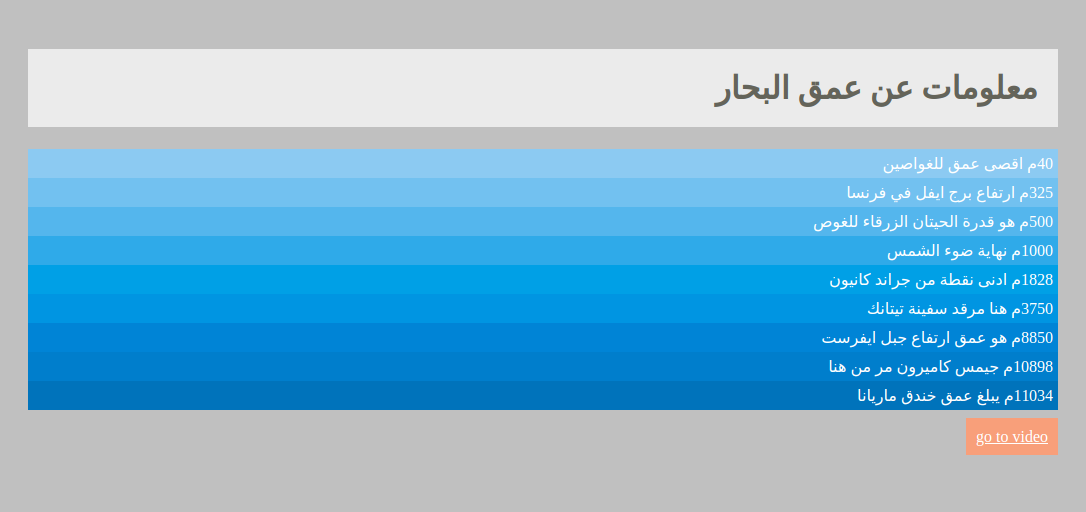 معلومات عن عمق البحار
40م اقصى عمق للغواصين
325م ارتفاع برج ايفل في فرنسا
500م هو قدرة الحيتان الزرقاء للغوص
1000م نهاية ضوء الشمس
1828م ادنى نقطة من جراند كانيون
3750م هنا مرقد سفينة تيتانك
8850م هو عمق ارتفاع جبل ايفرست
10898م جيمس كاميرون مر من هنا
11034م يبلغ عمق خندق ماريانا
go to video